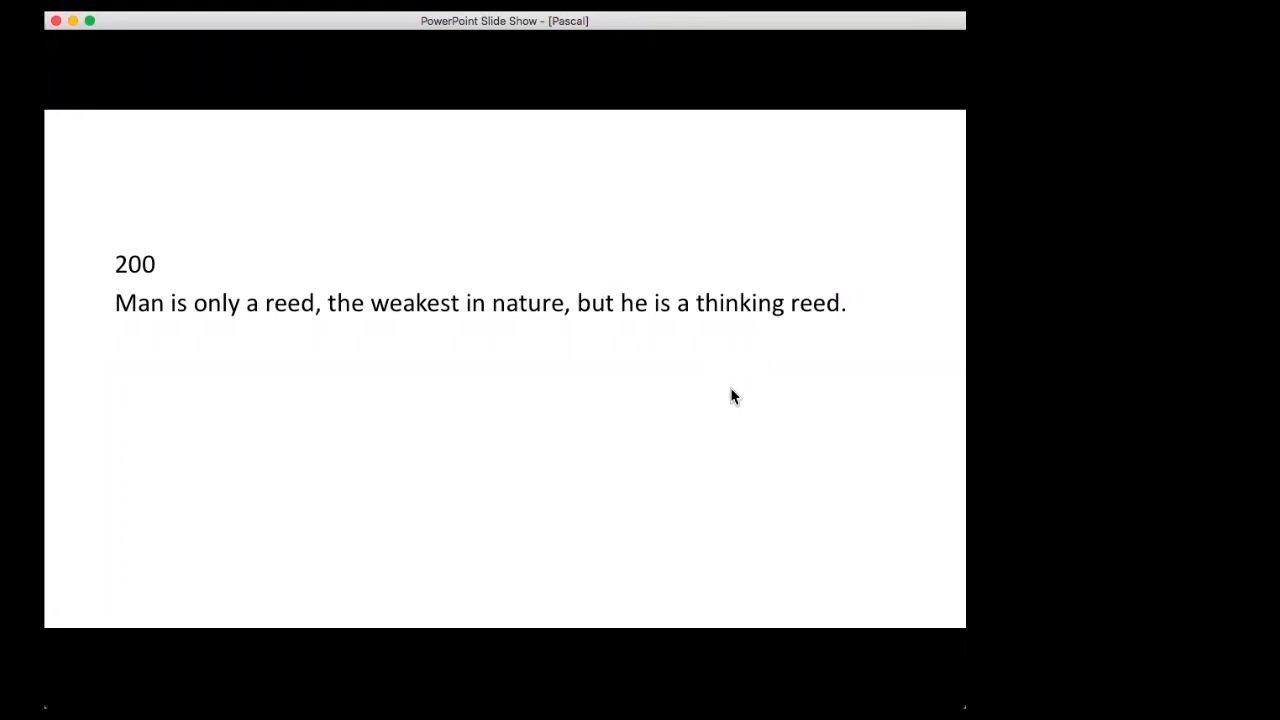 PowerPoint Slide Show - [Pascal]
200
Man is only a reed, the weakest in nature, but he is a thinking reed.